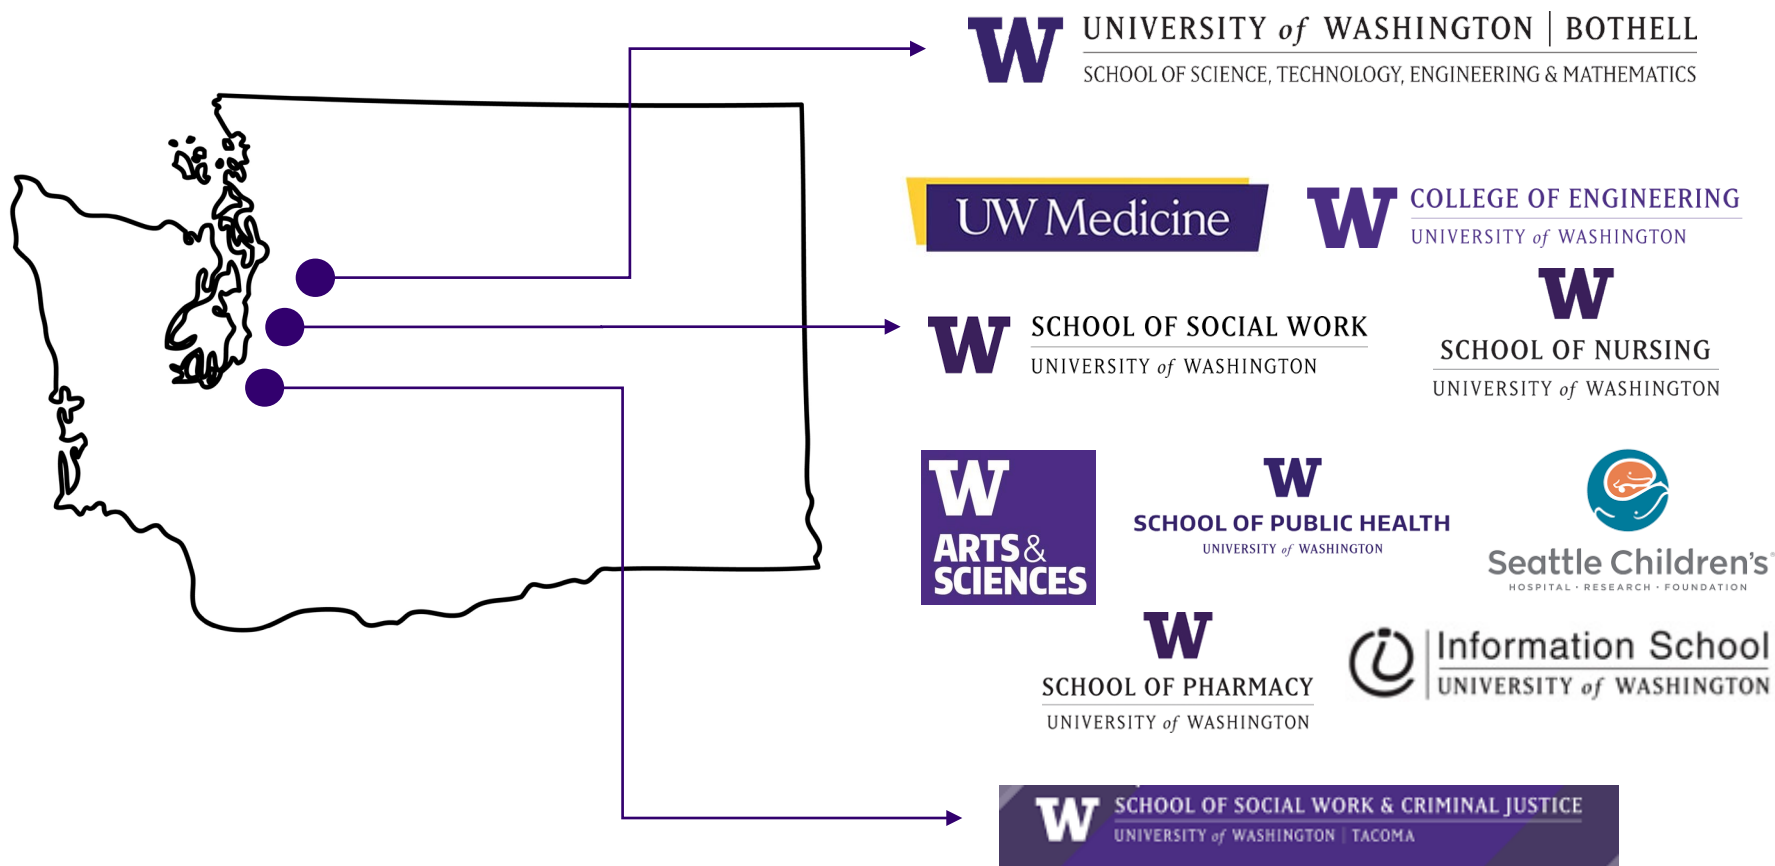 W UNIVERSITY of WASHINGTON | BOTHELL
SCHOOL OF SCIENCE, TECHNOLOGY, ENGINEERING & MATHEMATICS
UW Medicine
W COLLEGE OF ENGINEERING
UNIVERSITY of WASHINGTON
W SCHOOL OF SOCIAL WORK
UNIVERSITY of WASHINGTON
W
SCHOOL OF NURSING
UNIVERSITY of WASHINGTON
W
ARTS &
SCIENCES
W
SCHOOL OF PUBLIC HEALTH
UNIVERSITY of WASHINGTON
Seattle Children's®
HOSPITAL · RESEARCH · FOUNDATION
W
SCHOOL OF PHARMACY
UNIVERSITY of WASHINGTON
i Information School
UNIVERSITY of WASHINGTON
W SCHOOL OF SOCIAL WORK & CRIMINAL JUSTICE
UNIVERSITY of WASHINGTON | TACOMA